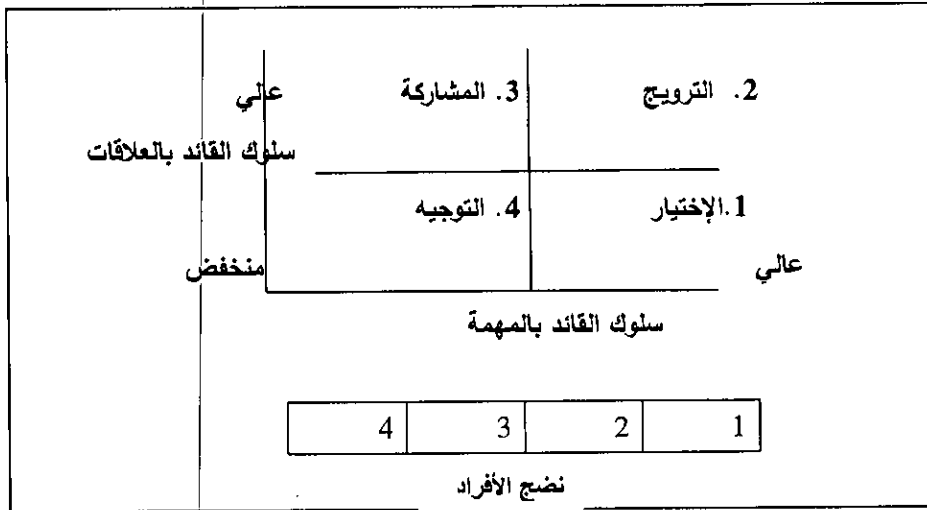 2. الترويج
3. المشاركة
عالي
سلوك القائد بالعلاقات
1.الإختيار
4. التوجيه
منخفض
عالي
سلوك القائد بالمهمة
1 2 3 4
نضج الأفراد